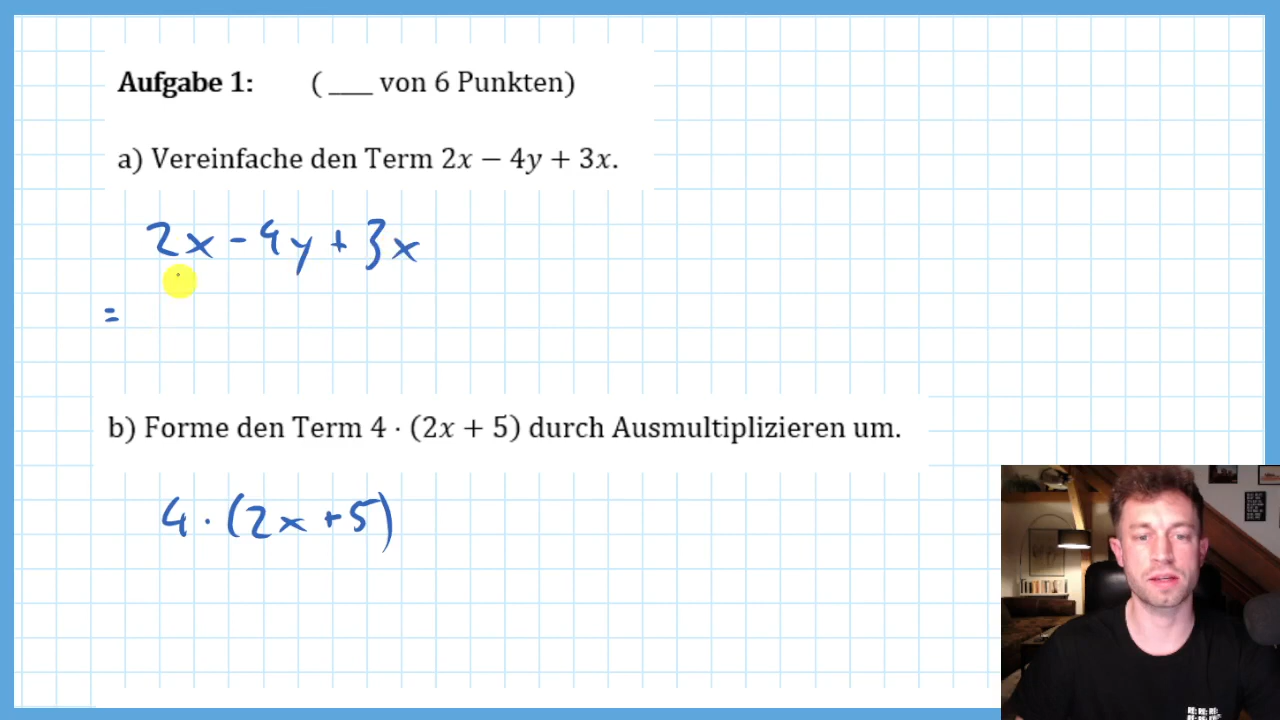 Aufgabe 1: ( ___ von 6 Punkten)
a) Vereinfache den Term 2x − 4y + 3x.
2x - 4y + 3x
=
b) Forme den Term 4 · (2x + 5) durch Ausmultiplizieren um.
4 · (2x + 5)